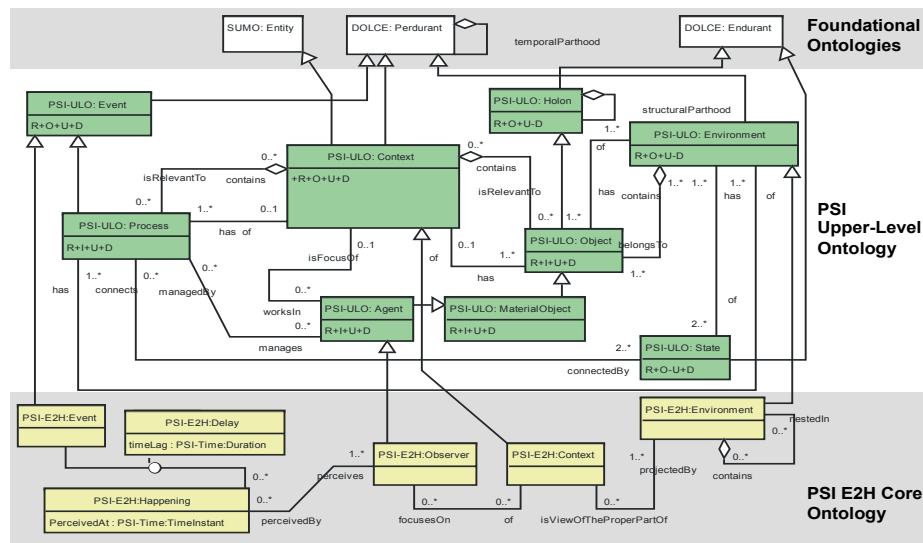 SUMO: Entity
DOLCE: Perdurant
temporalParthood
DOLCE: Endurant
Foundational
Ontologies
PSI-ULO: Event
R+O+U+D
PSI-ULO: Holon
R+O+U-D
structuralParthood
PSI-ULO: Environment
R+O+U-D
1..*
of
PSI-ULO: Context
+R+O+U+D
0..*
contains
isRelevantTo
0..*
contains
isRelevantTo
has
contains
1..*
1..*
1..*
has
of
PSI-ULO: Process
R+I+U+D
0..*
1..*
has of
0..1
0..*
1..*
PSI-ULO: Object
R+I+U+D
belongsTo
1..*
PSI
Upper-Level
Ontology
isFocusOf
0..1
of
0..1
1..*
has
has
1..*
connects
0..*
managedBy
0..*
worksIn
0..*
0..*
manages
PSI-ULO: Agent
R+I+U+D
PSI-ULO: MaterialObject
R+I+U+D
of
2..*
2..*
connectedBy
PSI-ULO: State
R+O-U+D
PSI-E2H:Event
PSI-E2H:Delay
timeLag : PSI-Time:Duration
PSI-E2H:Environment
nestedIn
0..*
0..*
contains
PSI-E2H:Observer
PSI-E2H:Context
1..*
perceives
1..*
projectedBy
0..*
0..*
PSI-E2H:Happening
PerceivedAt : PSI-Time:TimeInstant
perceivedBy
0..*
focusesOn
0..*
of
0..*
isViewOfTheProperPartOf
PSI E2H Core
Ontology